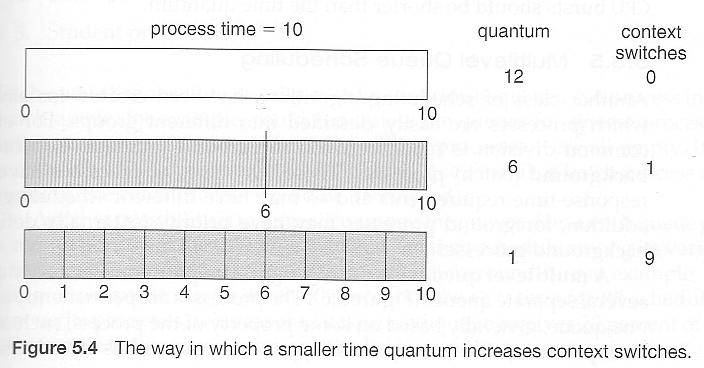 process time = 10
quantum
context
switches
12
0
0
10
6
1
0
6
10
1
9
0 1 2 3 4 5 6 7 8 9 10
Figure 5.4 The way in which a smaller time quantum increases context switches.